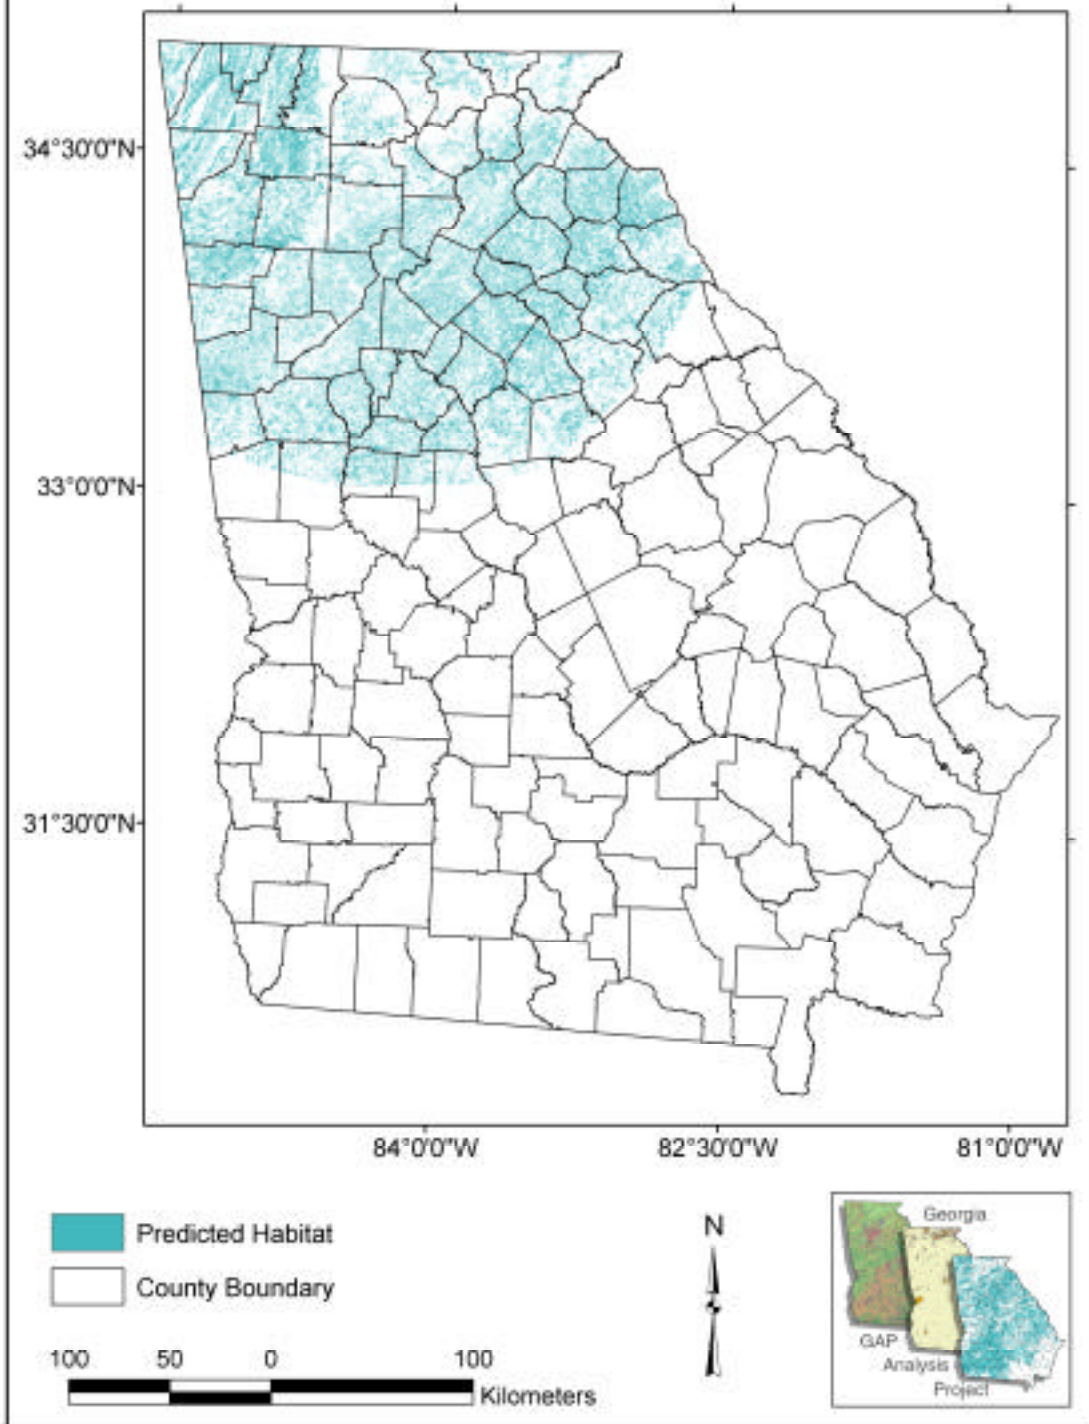 34°30'0"N
33°0'0"N
31°30'0"N
84°0'0"W 82°30'0"W 81°0'0"W
Predicted Habitat
County Boundary
N
100 50 0 100
Kilometers
Georgia
GAP
Analysis
Project